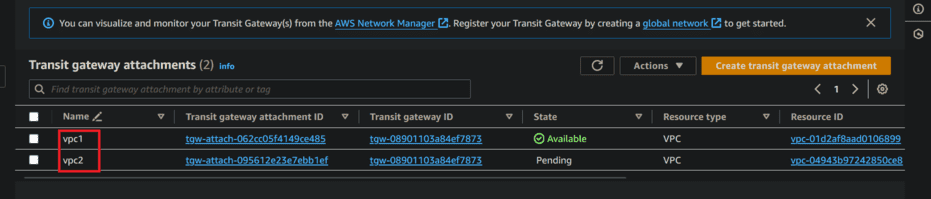 You can visualize and monitor your Transit Gateway(s) from the AWS Network Manager. Register your Transit Gateway by creating a global network to get started.
Transit gateway attachments (2) Info
Actions
Create transit gateway attachment
Find transit gateway attachment by attribute or tag
1
Name Transit gateway attachment ID Transit gateway ID State Resource type Resource ID
vpc1 tgw-attach-062cc05f4149ce485 tgw-08901103a84ef7873 Available VPC vpc-01d2af8aad0106899
vpc2 tgw-attach-095612e23e7ebb1ef tgw-08901103a84ef7873 Pending VPC vpc-04943b97242850ce8